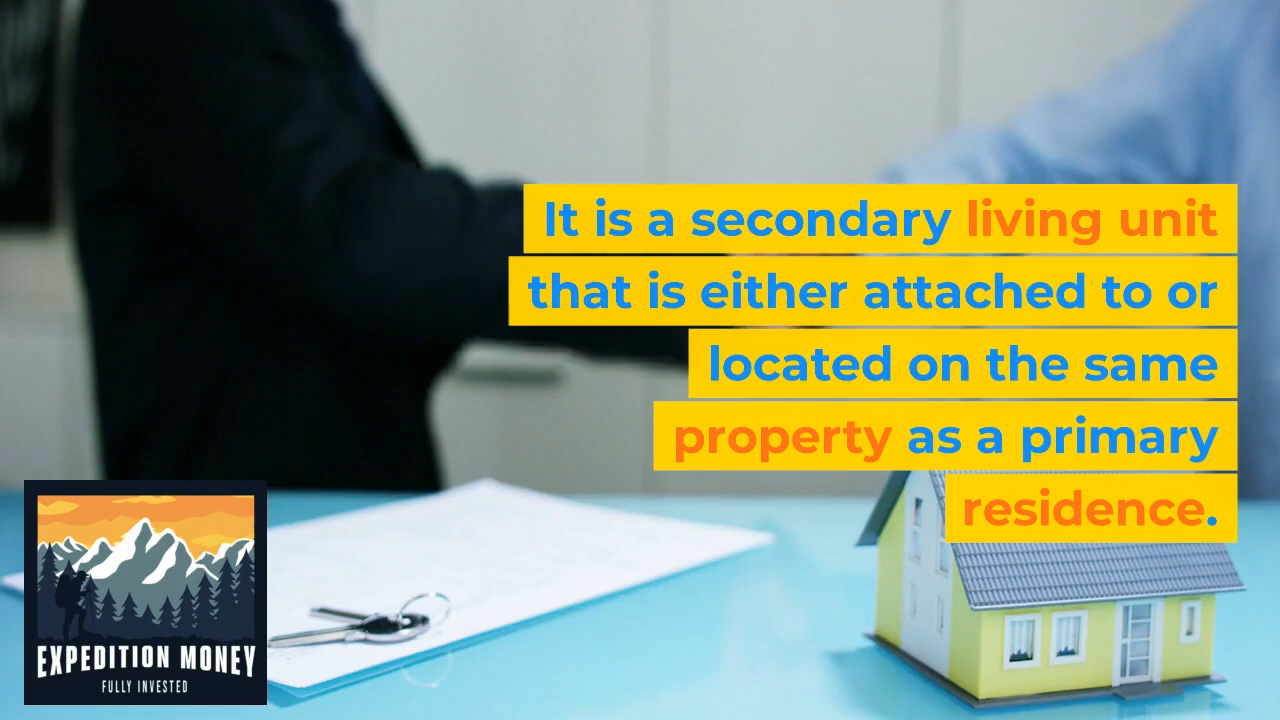 It is a secondary living unit
that is either attached to or
located on the same
property as a primary
residence.
EXPEDITION MONEY
FULLY INVESTED